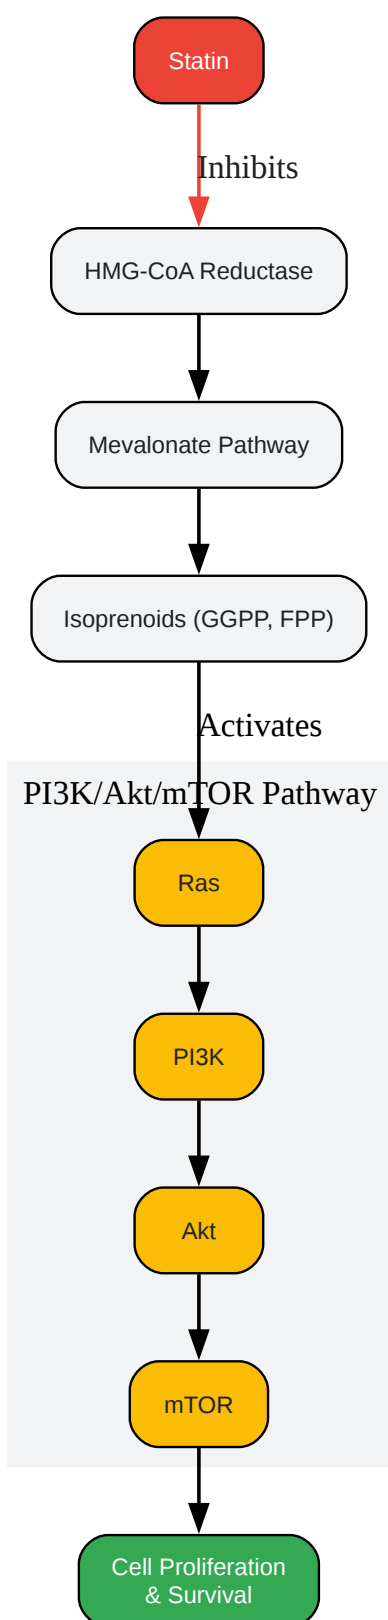 Statin
Inhibits
HMG-CoA Reductase
Mevalonate Pathway
Isoprenoids (GGPP, FPP)
Activates
PI3K/Akt/mTOR Pathway
Ras
PI3K
Akt
mTOR
Cell Proliferation
& Survival